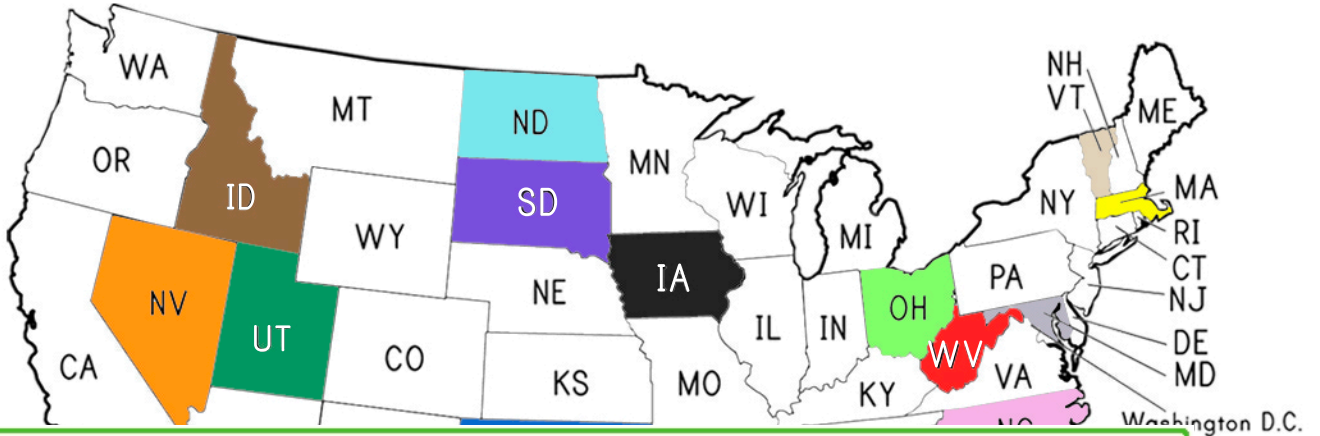 NH
VT
WA
ME
MT
ND
OR
MN
SD
ID
WI
NY
MA
WY
MI
RI
CT
PA
IA
NE
NJ
NV
OH
UT
IL
IN
DE
WV
CO
MD
CA
KS
MO
VA
KY
Washington D.C.
NC